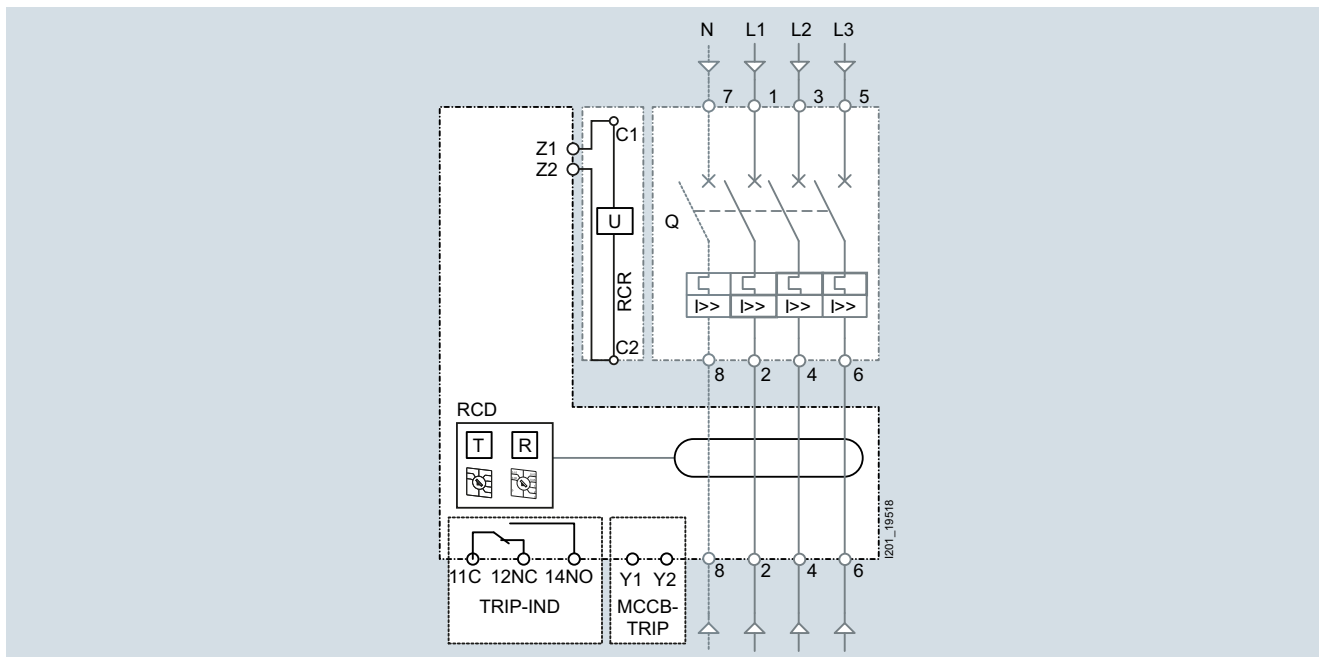 N L1 L2 L3
7 1 3 5
C1
Z1
Z2
U
Q
RCR
I>> I>> I>> I>>
C2
8 2 4 6
RCD
T R
I201_19518
8 2 4 6
11C 12NC 14NO
Y1 Y2
TRIP-IND
MCCB-
TRIP